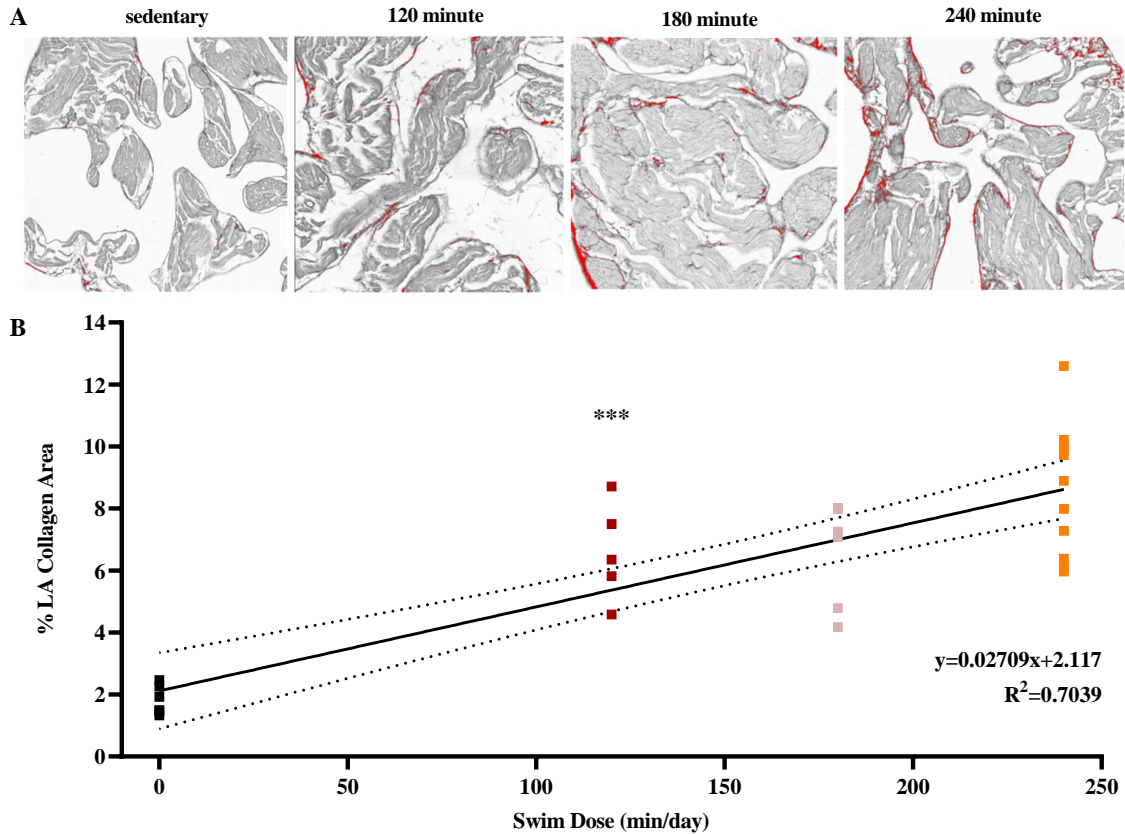 A
sedentary
120 minute
180 minute
240 minute
B
14
12
10
8
6
4
2
0
% LA Collagen Area
***
y=0.02709x+2.117
R²=0.7039
0
50
100
150
200
250
Swim Dose (min/day)